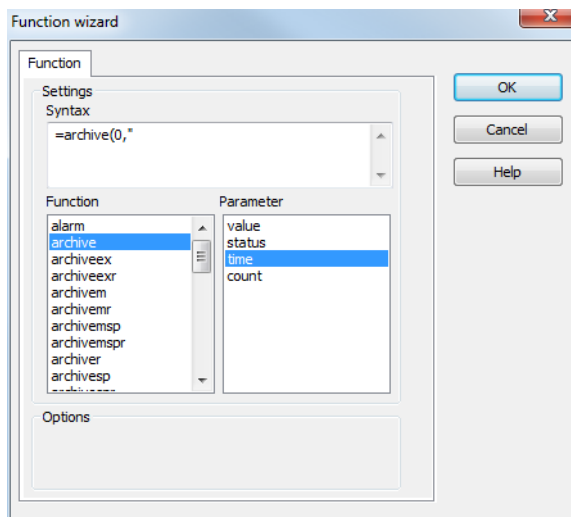 Function wizard
Function
Settings
Syntax
=archive(0,"
Function
Parameter
alarm
archive
archiveex
archiveexr
archivem
archivemr
archivemsp
archivemspr
archiver
archivesp
value
status
time
count
Options
OK
Cancel
Help